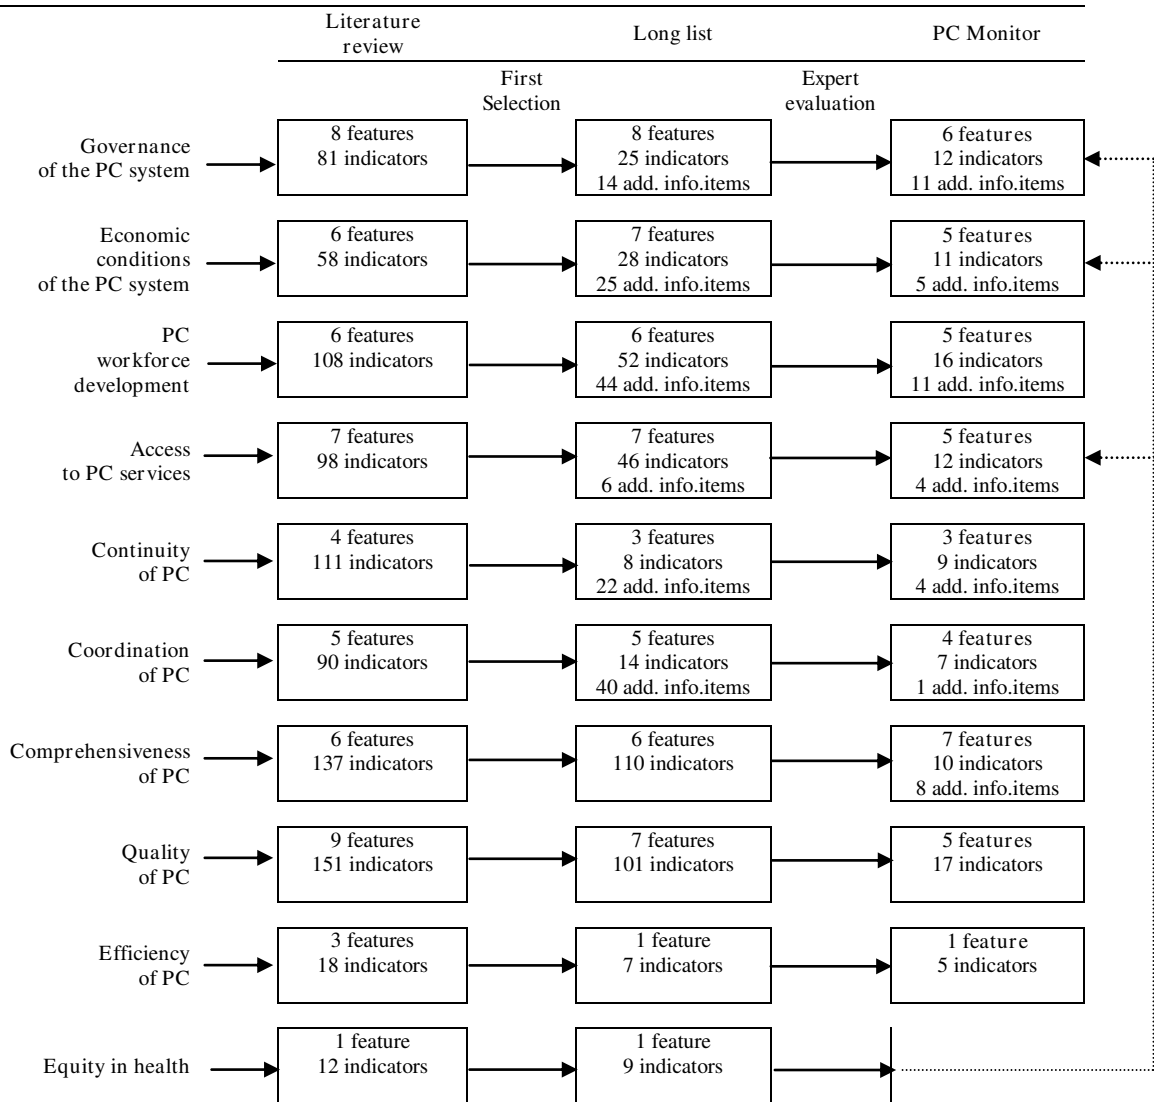 Literature
review
Long list
PC Monitor
First
Selection
Expert
evaluation
Governance
of the PC system
8 features
81 indicators
8 features
25 indicators
14 add. info.items
6 features
12 indicators
11 add. info.items
Economic
conditions
of the PC system
6 features
58 indicators
7 features
28 indicators
25 add. info.items
5 features
11 indicators
5 add. info.items
PC
workforce
development
6 features
108 indicators
6 features
52 indicators
44 add. info.items
5 features
16 indicators
11 add. info.items
Access
to PC services
7 features
98 indicators
7 features
46 indicators
6 add. info.items
5 features
12 indicators
4 add. info.items
Continuity
of PC
4 features
111 indicators
3 features
8 indicators
22 add. info.items
3 features
9 indicators
4 add. info.items
Coordination
of PC
5 features
90 indicators
5 features
14 indicators
40 add. info.items
4 features
7 indicators
1 add. info.items
Comprehensiveness
of PC
6 features
137 indicators
6 features
110 indicators
7 features
10 indicators
8 add. info.items
Quality
of PC
9 features
151 indicators
7 features
101 indicators
5 features
17 indicators
Efficiency
of PC
3 features
18 indicators
1 feature
7 indicators
1 feature
5 indicators
Equity in health
1 feature
12 indicators
1 feature
9 indicators